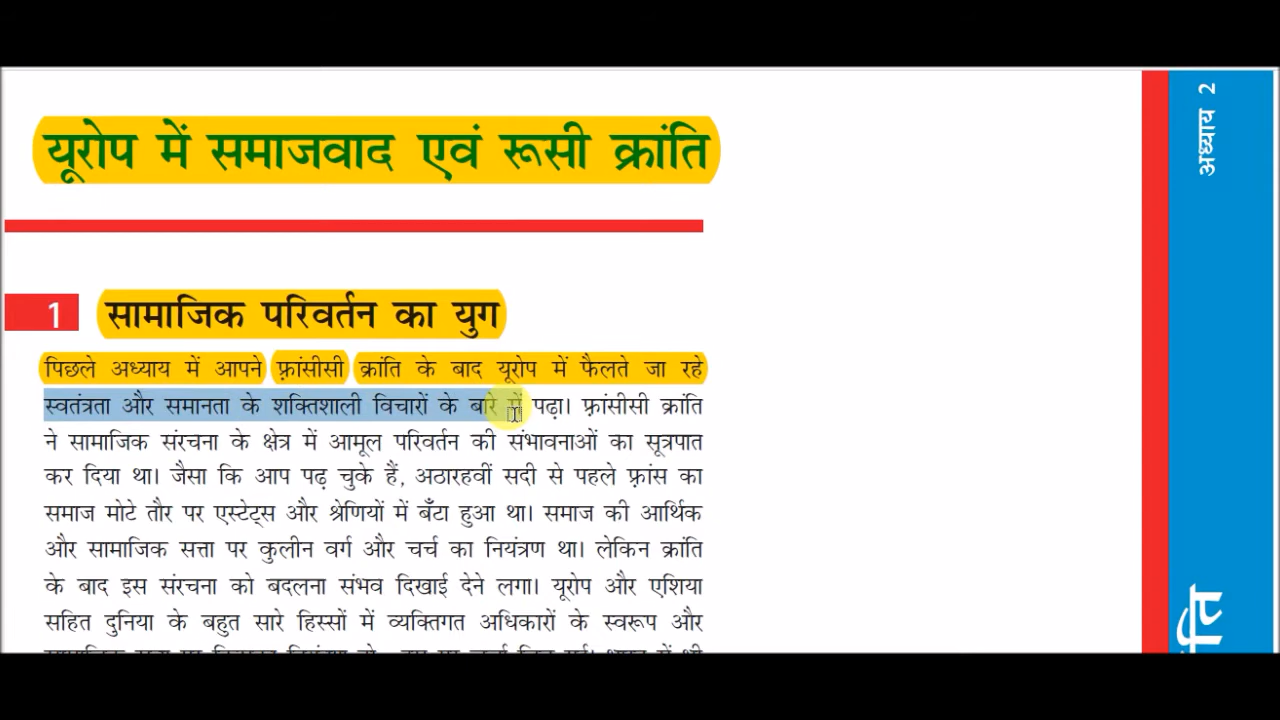 यूरोप में समाजवाद एवं रूसी क्रांति
1 सामाजिक परिवर्तन का युग
पिछले अध्याय में आपने फ़्रांसीसी क्रांति के बाद यूरोप में फैलते जा रहे
स्वतंत्रता और समानता के शक्तिशाली विचारों के बारे में पढ़ा। फ़्रांसीसी क्रांति
ने सामाजिक संरचना के क्षेत्र में आमूल परिवर्तन की संभावनाओं का सूत्रपात
कर दिया था। जैसा कि आप पढ़ चुके हैं, अठारहवीं सदी से पहले फ़्रांस का
समाज मोटे तौर पर एस्टेट्स और श्रेणियों में बँटा हुआ था। समाज की आर्थिक
और सामाजिक सत्ता पर कुलीन वर्ग और चर्च का नियंत्रण था। लेकिन क्रांति
के बाद इस संरचना को बदलना संभव दिखाई देने लगा। यूरोप और एशिया
सहित दुनिया के बहुत सारे हिस्सों में व्यक्तिगत अधिकारों के स्वरूप और
अध्याय 2